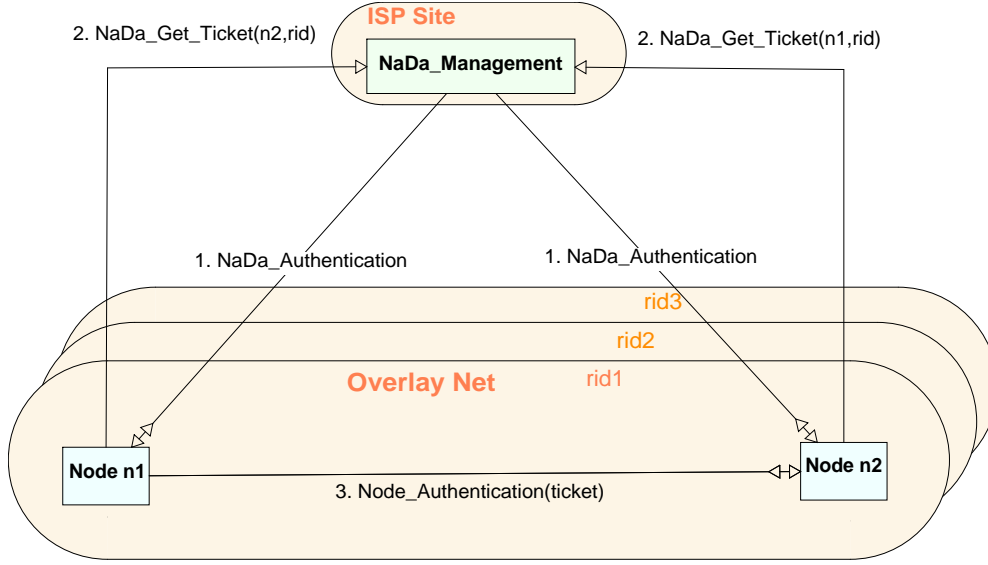 ISP Site
2. NaDa_Get_Ticket(n2,rid)
2. NaDa_Get_Ticket(n1,rid)
NaDa_Management
1. NaDa_Authentication
1. NaDa_Authentication
rid3
rid2
rid1
Overlay Net
Node n1
Node n2
3. Node_Authentication(ticket)